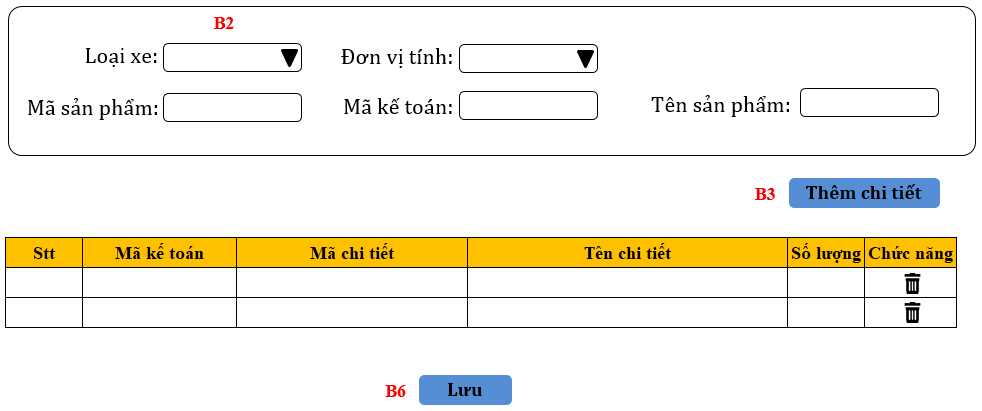 B2
Loại xe: Đơn vị tính:
Mã sản phẩm: Mã kế toán: Tên sản phẩm:
B3 Thêm chi tiết
Stt Mã kế toán Mã chi tiết Tên chi tiết Số lượng Chức năng
B6 Lưu